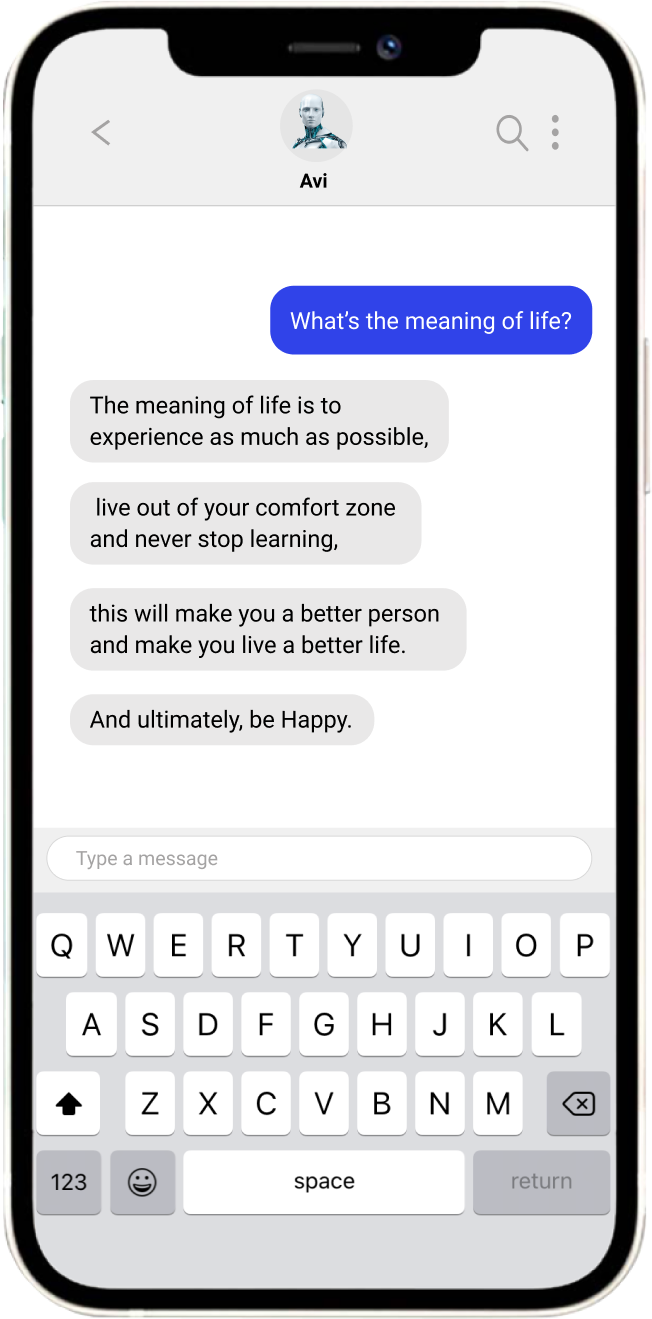 Avi
What’s the meaning of life?
The meaning of life is to
experience as much as possible,
live out of your comfort zone
and never stop learning,
this will make you a better person
and make you live a better life.
And ultimately, be Happy.
Type a message
Q W E R T Y U I O P
A S D F G H J K L
Z X C V B N M
123 space return